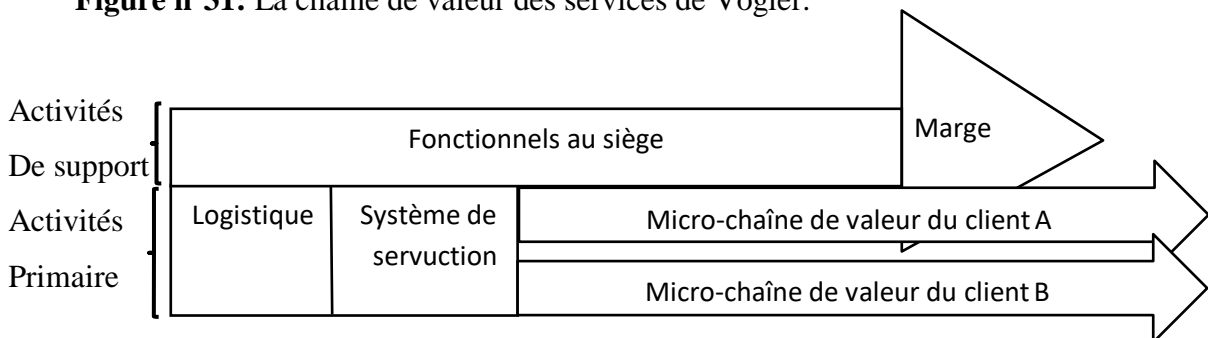 Figure n°31: La chaîne de valeur des services de Vogler.
Activités
De support
Fonctionnels au siège
Marge
Activités
Primaire
Logistique
Système de
servuction
Micro-chaîne de valeur du client A
Micro-chaîne de valeur du client B